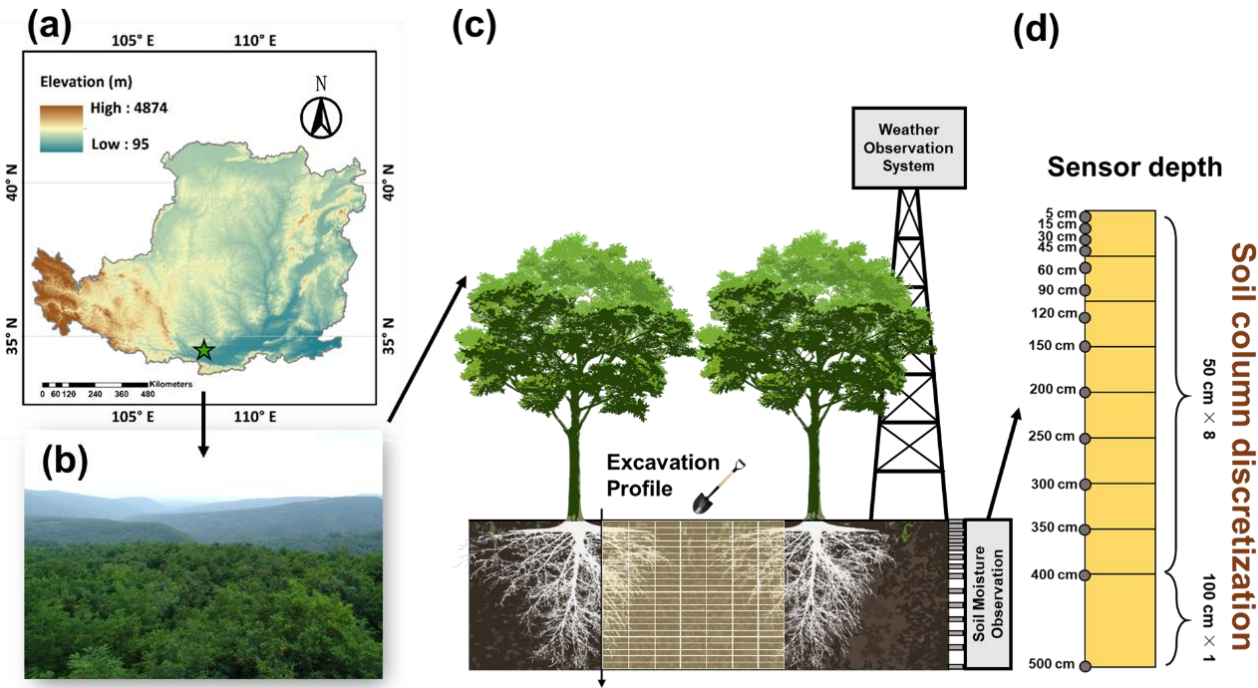 (a)
105° E 110° E
Elevation (m)
High : 4874
Low : 95
N
40° N
40° N
35° N
35° N
0 60 120 240 360 480 Kilometers
105° E 110° E
(b)
(c)
Weather
Observation
System
Excavation
Profile
Soil Moisture
Observation
(d)
Sensor depth
5 cm
15 cm
30 cm
45 cm
60 cm
90 cm
120 cm
150 cm
200 cm
250 cm
300 cm
350 cm
400 cm
500 cm
50 cm × 8
100 cm × 1
Soil column discretization